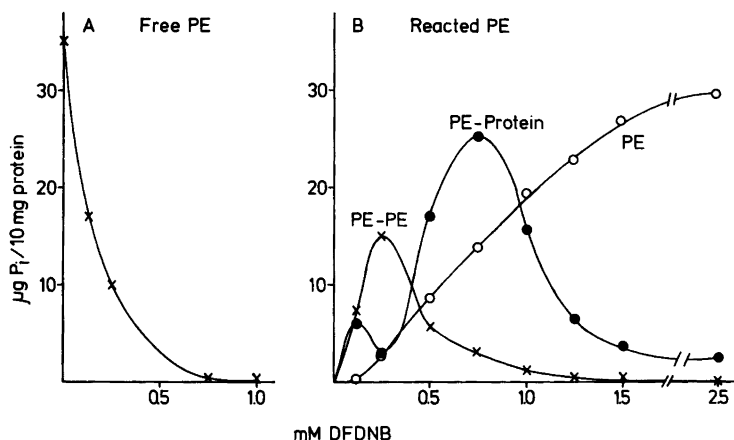 A Free PE
B Reacted PE
µg Pi/10 mg protein
30
20
10
0.5
1.0
30
20
10
PE-PE
PE-Protein
PE
0.5
1.0
1.5
2.5
mM DFDNB